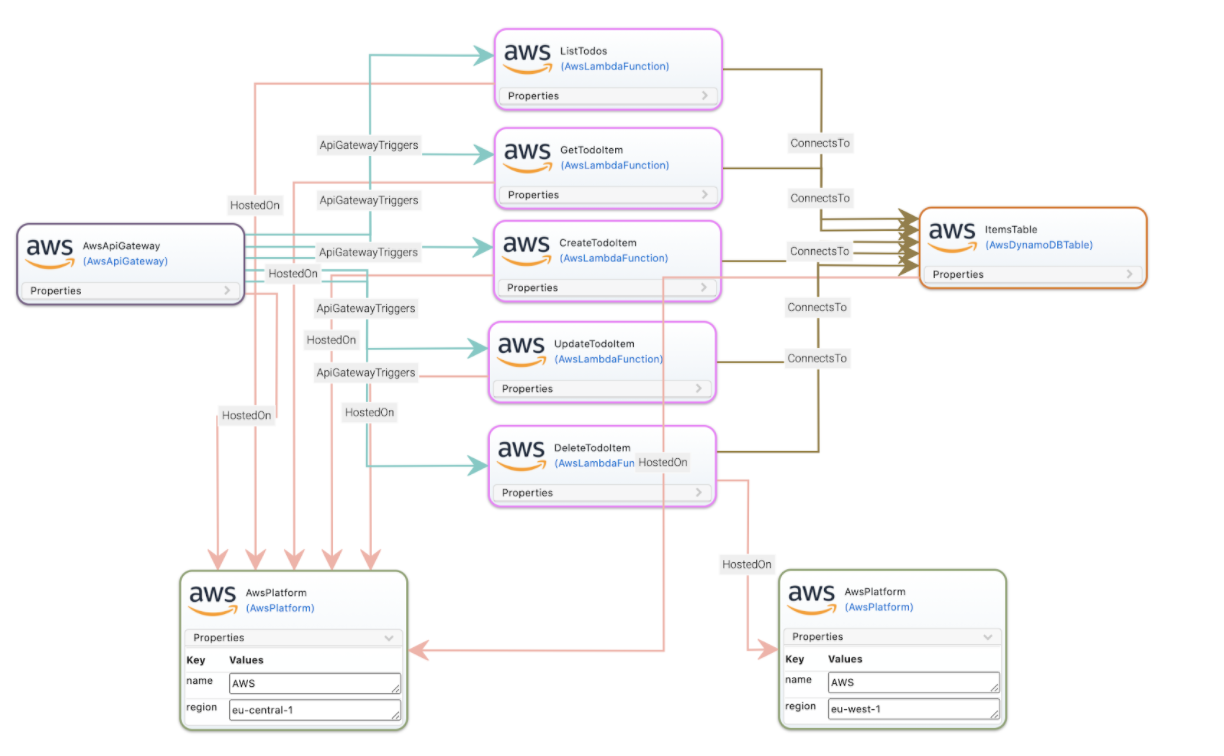 aws
ListTodos
(AwsLambdaFunction)
Properties
ApiGatewayTriggers
aws
GetTodoItem
(AwsLambdaFunction)
Properties
ConnectsTo
HostedOn
ApiGatewayTriggers
ConnectsTo
aws
AwsApiGateway
(AwsApiGateway)
Properties
ApiGatewayTriggers
aws
CreateTodoItem
(AwsLambdaFunction)
Properties
ConnectsTo
aws
ItemsTable
(AwsDynamoDBTable)
Properties
HostedOn
ApiGatewayTriggers
ConnectsTo
HostedOn
aws
UpdateTodoItem
(AwsLambdaFunction)
Properties
ConnectsTo
ApiGatewayTriggers
HostedOn
HostedOn
aws
DeleteTodoItem
(AwsLambdaFun
HostedOn
Properties
HostedOn
aws
AwsPlatform
(AwsPlatform)
Properties
Key Values
name AWS
region eu-central-1
aws
AwsPlatform
(AwsPlatform)
Properties
Key Values
name AWS
region eu-west-1